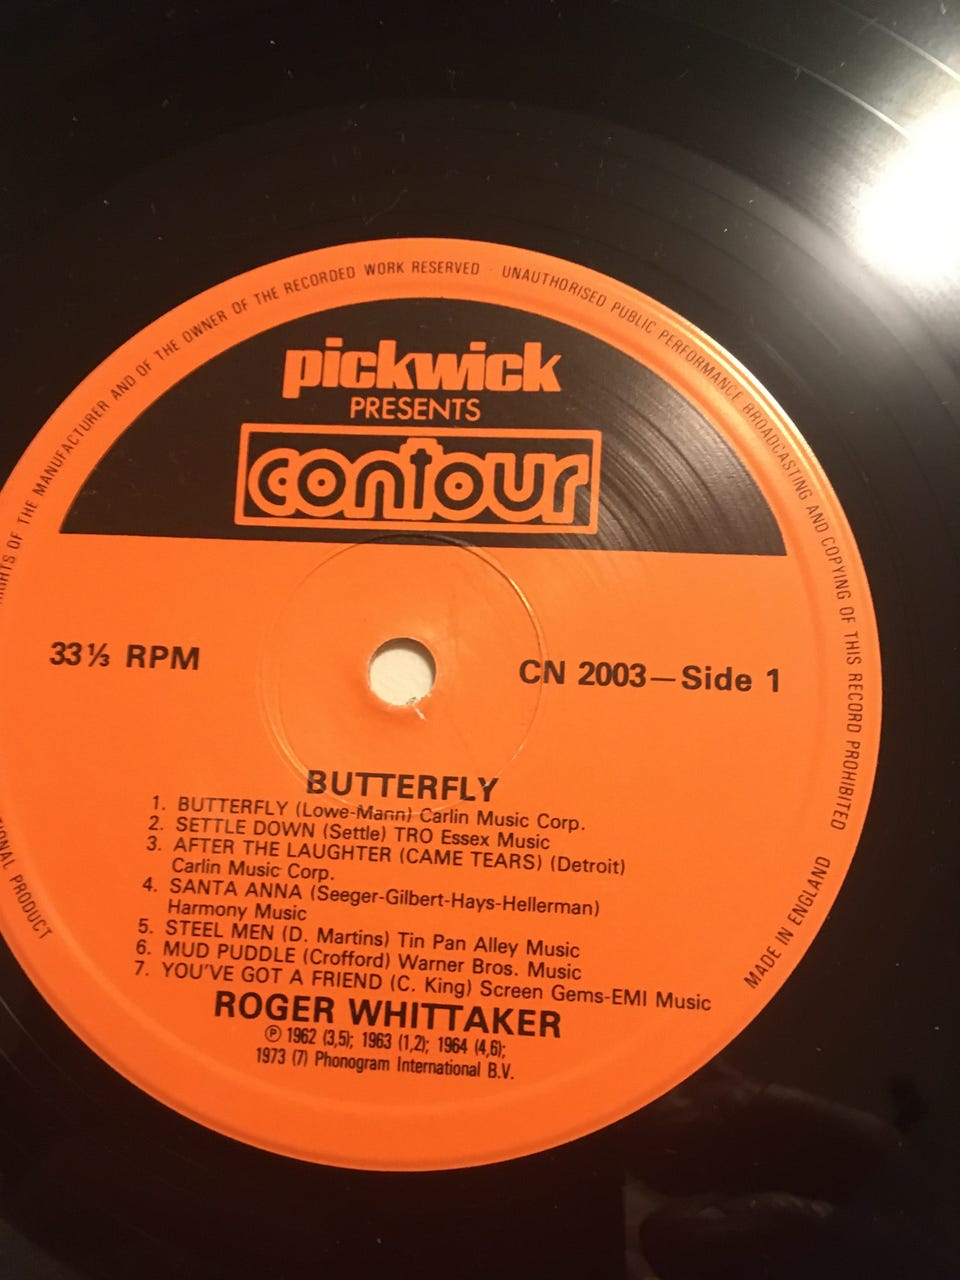 RIGHTS OF THE MANUFACTURER AND OF THE OWNER OF THE RECORDED WORK RESERVED · UNAUTHORISED PUBLIC PERFORMANCE BROADCASTING AND COPYING OF THIS RECORD PROHIBITED
pickwick
PRESENTS
contour
33⅓ RPM
CN 2003—Side 1
BUTTERFLY
1. BUTTERFLY (Lowe-Mann) Carlin Music Corp.
2. SETTLE DOWN (Settle) TRO Essex Music
3. AFTER THE LAUGHTER (CAME TEARS) (Detroit)
Carlin Music Corp.
4. SANTA ANNA (Seeger-Gilbert-Hays-Hellerman)
Harmony Music
5. STEEL MEN (D. Martins) Tin Pan Alley Music
6. MUD PUDDLE (Crofford) Warner Bros. Music
7. YOU'VE GOT A FRIEND (C. King) Screen Gems-EMI Music
ROGER WHITTAKER
℗ 1962 (3,5); 1963 (1,2); 1964 (4,6);
1973 (7) Phonogram International B.V.
MADE IN ENGLAND
PRODUCT